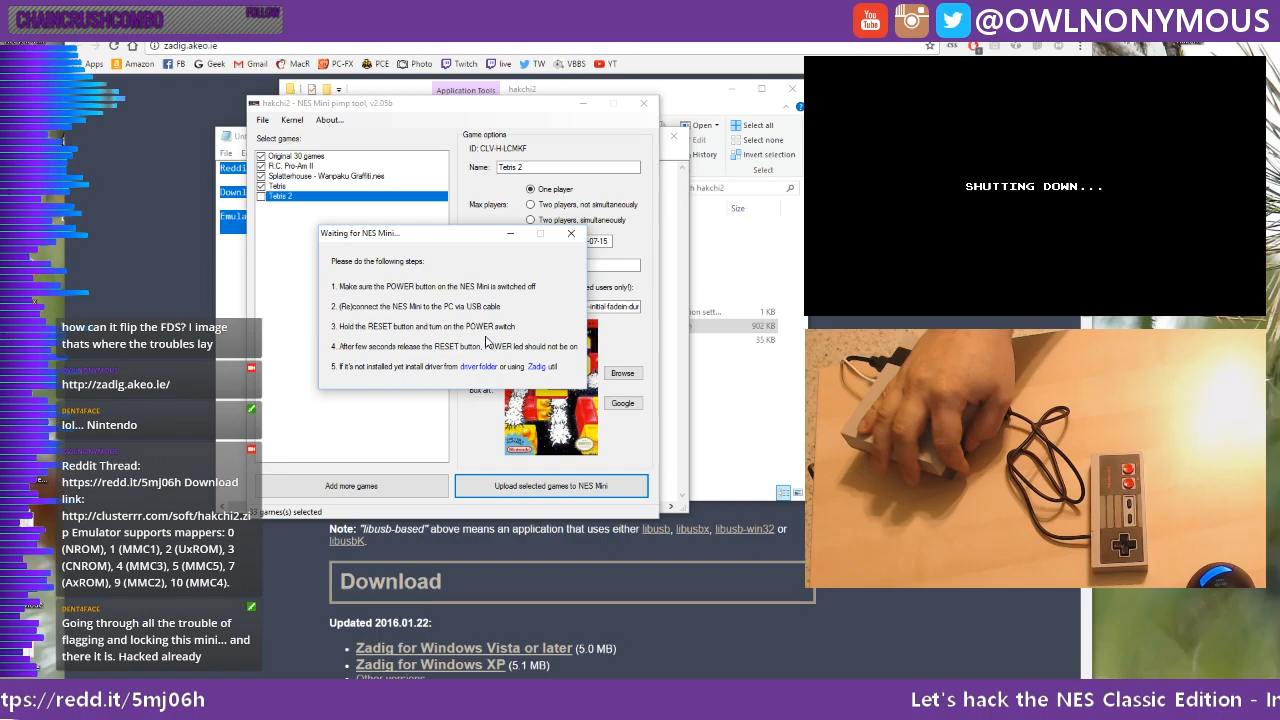 CHAINCRUSHCOMBO
FOLLOW
@OWLNONYMOUS
zadig.akeo.ie
Apps
Amazon
FB
Geek
Gmail
MacR
PC-FX
PCE
Photo
Twitch
live
TW
VBBS
YT
Application Tools
hakchi2
hakchi2 - NES Mini pimp tool, v2.05b
File
Kernel
About...
Select games:
Original 30 games
R.C. Pro-Am II
Splatterhouse - Wanpaku Graffiti.nes
Tetris
Tetris 2
Game options
ID: CLV-H-LCMKF
Name:
Tetris 2
One player
Max players:
Two players, not simultaneously
Two players, simultaneously
-07-15
Waiting for NES Mini...
Please do the following steps:
1. Make sure the POWER button on the NES Mini is switched off
2. (Re)connect the NES Mini to the PC via USB cable
3. Hold the RESET button and turn on the POWER switch
4. After few seconds release the RESET button, POWER led should not be on
5. If it's not installed yet install driver from driver folder or using Zadig util
-initial-fadein-dur
Browse
Google
Add more games
Upload selected games to NES Mini
games(s) selected
Open
Select all
Select none
Invert selection
History
Select
Size
902 KB
35 KB
SHUTTING DOWN...
how can it flip the FDS? I image
thats where the troubles lay
http://zadig.akeo.ie/
DENT4FACE
lol... Nintendo
Reddit Thread:
https://redd.it/5mj06h Download
link:
http://clusterrr.com/soft/hakchi2.zi
p Emulator supports mappers: 0
(NROM), 1 (MMC1), 2 (UxROM), 3
(CNROM), 4 (MMC3), 5 (MMC5), 7
(AxROM), 9 (MMC2), 10 (MMC4).
DENT4FACE
Going through all the trouble of
flagging and locking this mini... and
there it is. Hacked already
Note: "libusb-based" above means an application that uses either libusb, libusbx, libusb-win32 or
libusbK.
Download
Updated 2016.01.22:
Zadig for Windows Vista or later (5.0 MB)
Zadig for Windows XP (5.1 MB)
tps://redd.it/5mj06h
Let's hack the NES Classic Edition - In